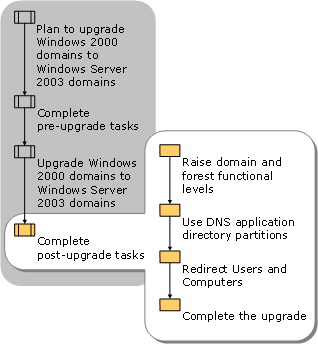 Plan to upgrade
Windows 2000
domains to
Windows Server
2003 domains
Complete
pre-upgrade tasks
Upgrade Windows
2000 domains to
Windows Server
2003 domains
Complete
post-upgrade tasks
Raise domain and
forest functional
levels
Use DNS application
directory partitions
Redirect Users and
Computers
Complete the upgrade